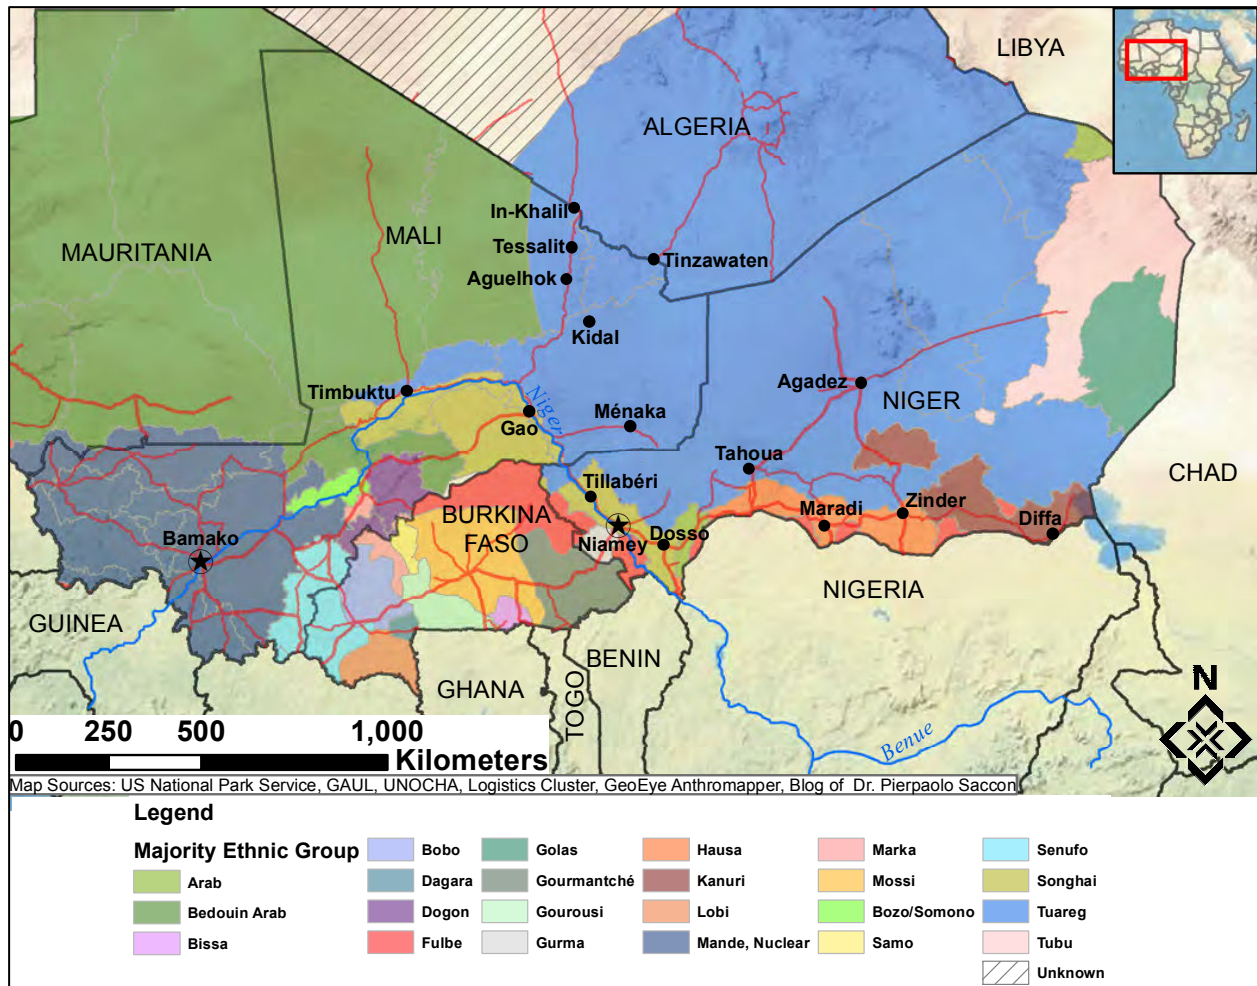 LIBYA
ALGERIA
MAURITANIA
MALI
In-Khalil
Tessalit
Tinzawaten
Aguelhok
Kidal
Timbuktu
Niger
Gao
Ménaka
Agadez
NIGER
Tahoua
CHAD
Tillabéri
Zinder
Maradi
Diffa
BURKINA
FASO
Niamey
Dosso
Bamako
NIGERIA
GUINEA
BENIN
GHANA
TOGO
Benue
N
0 250 500 1,000
Kilometers
Map Sources: US National Park Service, GAUL, UNOCHA, Logistics Cluster, GeoEye Anthromapper, Blog of Dr. Pierpaolo Saccon
Legend
Majority Ethnic Group
Arab
Bedouin Arab
Bissa
Bobo
Dagara
Dogon
Fulbe
Golas
Gourmantché
Gourousi
Gurma
Hausa
Kanuri
Lobi
Mande, Nuclear
Marka
Mossi
Bozo/Somono
Samo
Senufo
Songhai
Tuareg
Tubu
Unknown